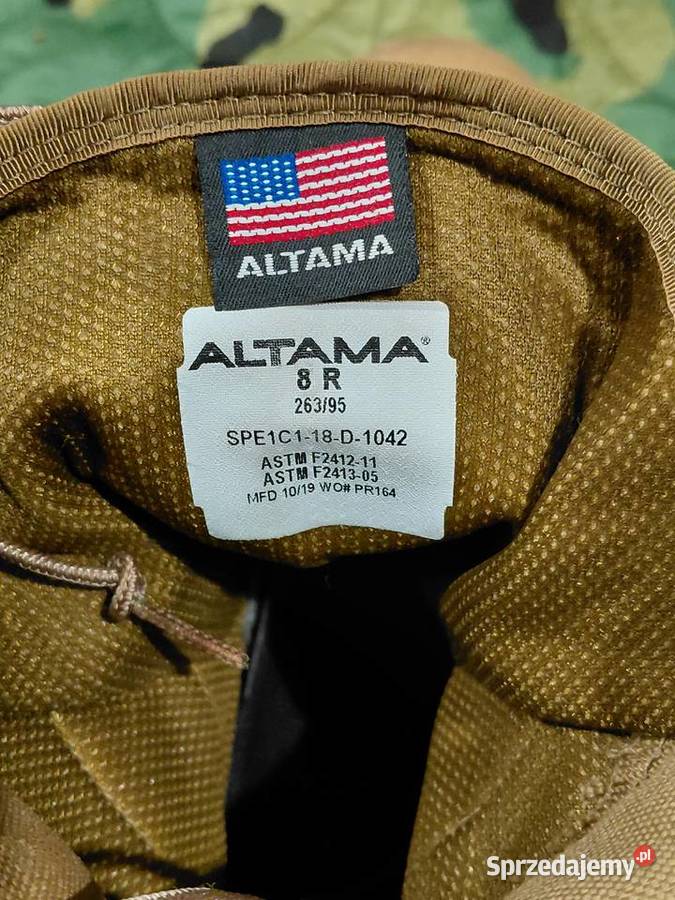 ALTAMA
ALTAMA®
8 R
263/95
SPE1C1-18-D-1042
ASTM F2412-11
ASTM F2413-05
MFD 10/19 WO# PR164
Sprzedajemy.pl